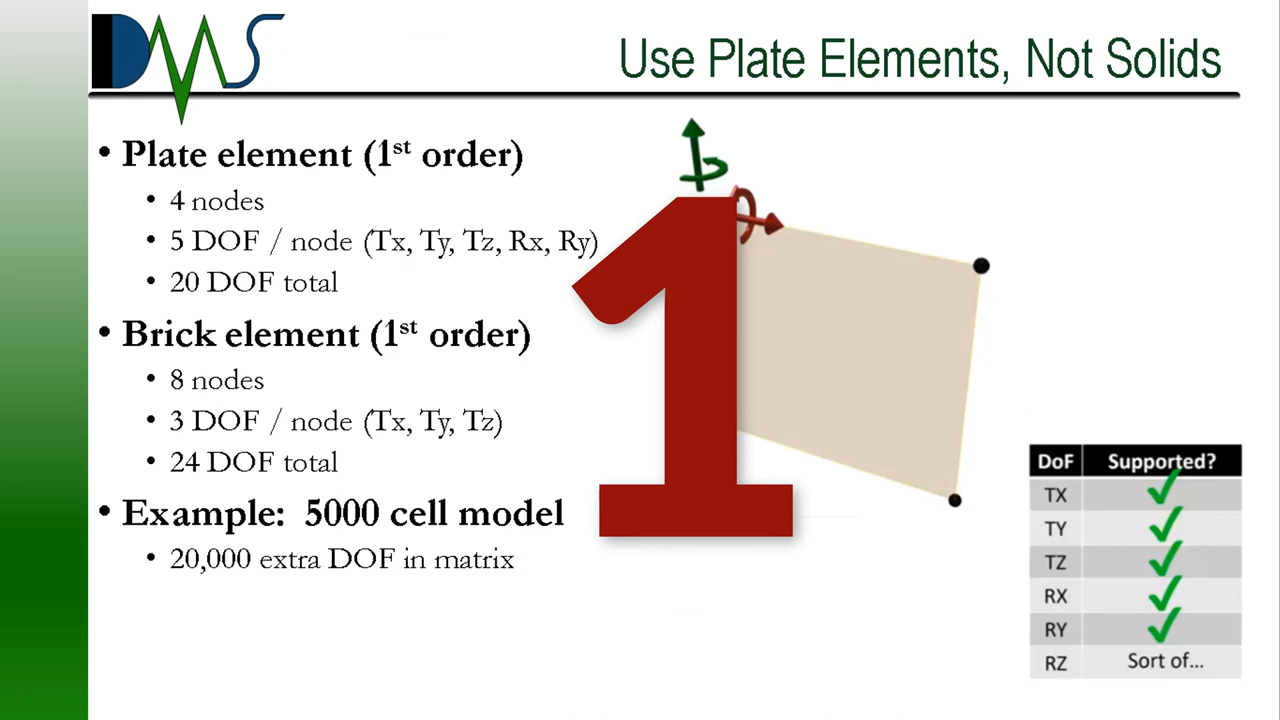 DMS
Use Plate Elements, Not Solids
• Plate element (1st order)
• 4 nodes
• 5 DOF / node (Tx, Ty, Tz, Rx, Ry)
• 20 DOF total
• Brick element (1st order)
• 8 nodes
• 3 DOF / node (Tx, Ty, Tz)
• 24 DOF total
• Example: 5000 cell model
• 20,000 extra DOF in matrix
1
DoF Supported?
TX ✓
TY ✓
TZ ✓
RX ✓
RY ✓
RZ Sort of...